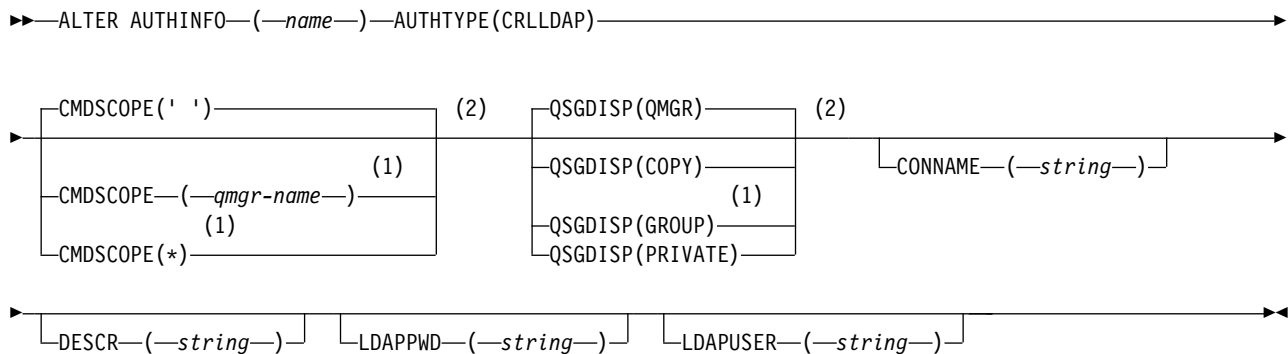 ALTER AUTHINFO ( name ) AUTHTYPE(CRLLDAP)
CMDSCOPE(' ') (2) QSGDISP(QMGR) (2)
(1) QSGDISP(COPY) CONNAME ( string )
CMDSCOPE ( qmgr-name ) (1)
(1) QSGDISP(GROUP)
CMDSCOPE(*) QSGDISP(PRIVATE)
DESCR ( string ) LDAPPWD ( string ) LDAPUSER ( string )